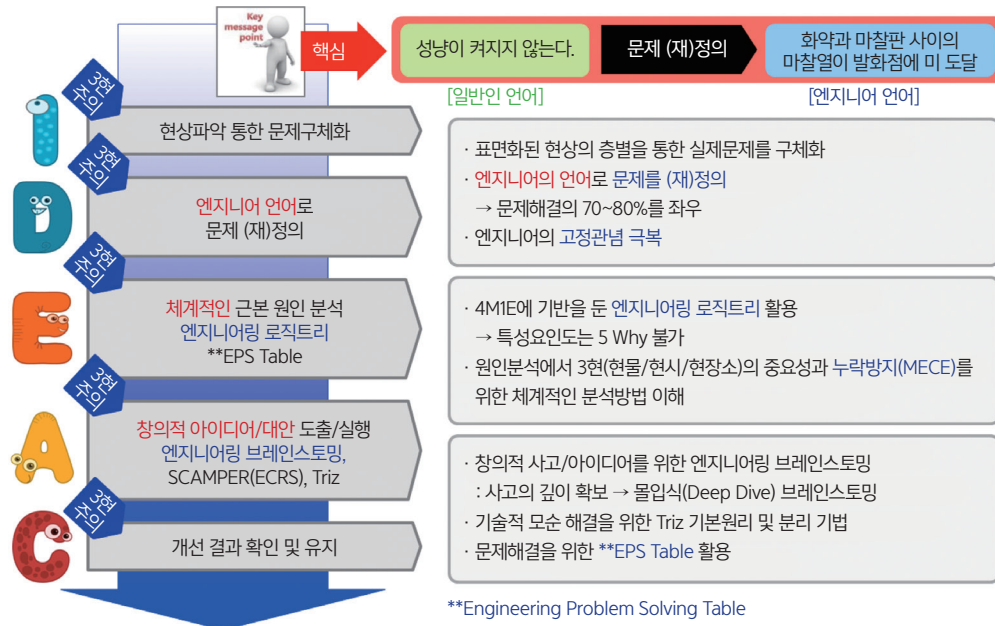 Key
message
point
핵심
성냥이 켜지지 않는다.
문제 (재)정의
화약과 마찰판 사이의
마찰열이 발화점에 미 도달
[일반인 언어]
[엔지니어 언어]
I
3현
주의
현상파악 통한 문제구체화
· 표면화된 현상의 층별을 통한 실제문제를 구체화
· 엔지니어의 언어로 문제를 (재)정의
→ 문제해결의 70~80%를 좌우
· 엔지니어의 고정관념 극복
D
3현
주의
엔지니어 언어로
문제 (재)정의
E
3현
주의
체계적인 근본 원인 분석
엔지니어링 로직트리
**EPS Table
· 4M1E에 기반을 둔 엔지니어링 로직트리 활용
→ 특성요인도는 5 Why 불가
· 원인분석에서 3현(현물/현시/현장소)의 중요성과 누락방지(MECE)를
위한 체계적인 분석방법 이해
A
3현
주의
창의적 아이디어/대안 도출/실행
엔지니어링 브레인스토밍,
SCAMPER(ECRS), Triz
· 창의적 사고/아이디어를 위한 엔지니어링 브레인스토밍
: 사고의 깊이 확보 → 몰입식(Deep Dive) 브레인스토밍
· 기술적 모순 해결을 위한 Triz 기본원리 및 분리 기법
· 문제해결을 위한 **EPS Table 활용
C
3현
주의
개선 결과 확인 및 유지
**Engineering Problem Solving Table